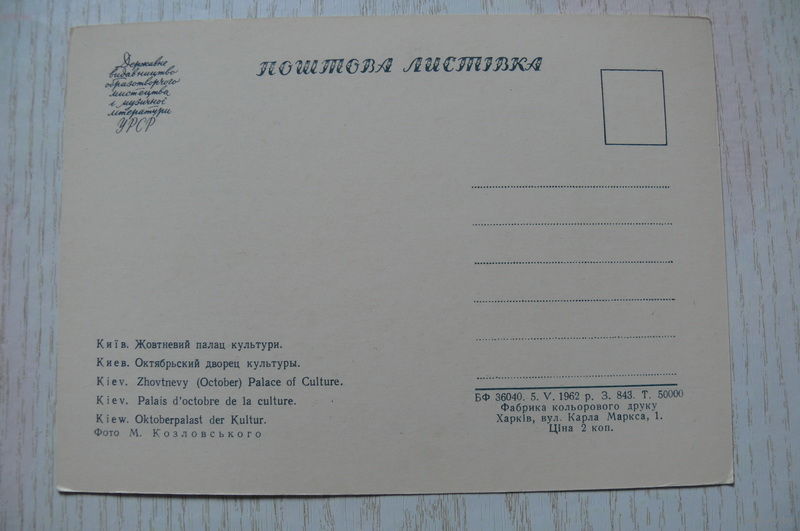 Державне
видавництво
образотворчого
мистецтва
і музичної
літератури
УРСР
ПОШТОВА ЛИСТІВКА
Київ. Жовтневий палац культури.
Киев. Октябрьский дворец культуры.
Kiev. Zhovtnevy (October) Palace of Culture.
Kiev. Palais d'octobre de la culture.
Kiew. Oktoberpalast der Kultur.
Фото М. Козловського
БФ 36040. 5. V. 1962 р. З. 843. Т. 50000
Фабрика кольорового друку
Харків, вул. Карла Маркса, 1.
Ціна 2 коп.